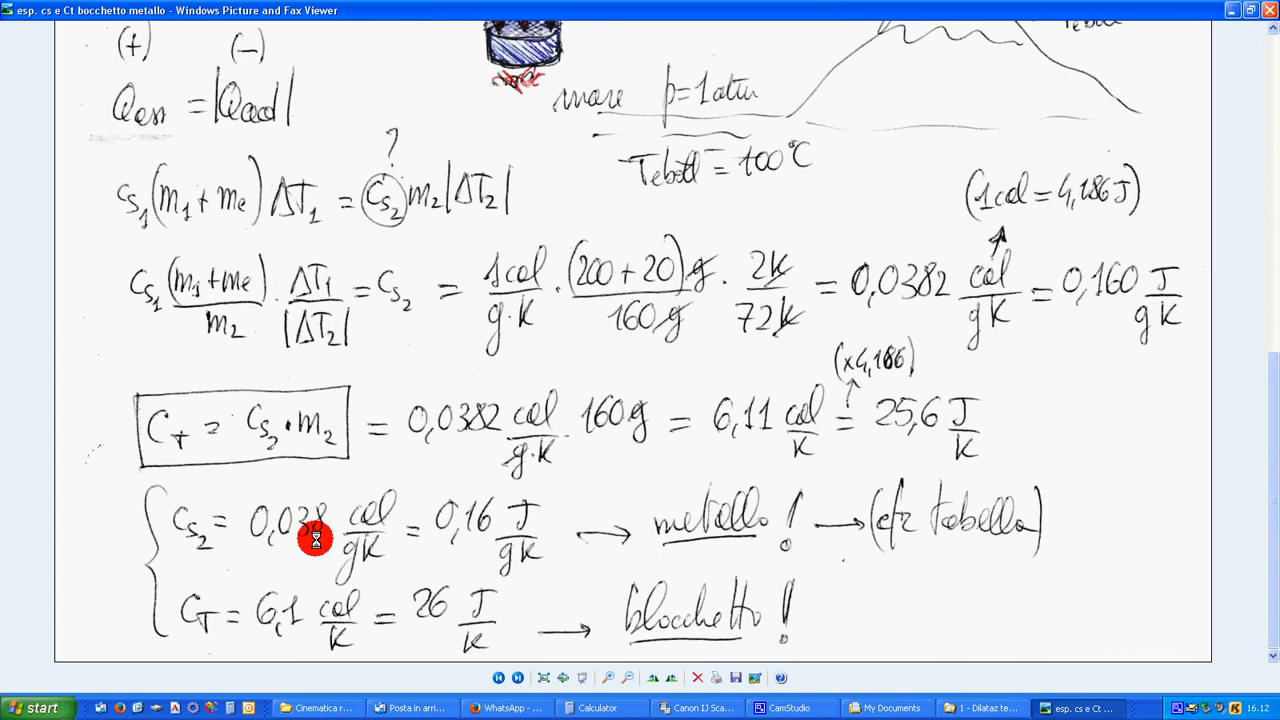 esp. cs e Ct bocchetto metallo - Windows Picture and Fax Viewer
(+) (−)
Qass = |Qced|
mare p=1atm
Teboll = 100°C
?
cs₁(m₁+me) ΔT₁ = cs₂ m₂|ΔT₂|
(1cal = 4,186J)
cs₁ (m₁+me)/m₂ · ΔT₁/|ΔT₂| = cs₂ = 1cal/g·K · (200+20)g/160g · 2K/72K = 0,0382 cal/gK = 0,160 J/gK
(x4,186)
CT = cs₂·m₂ = 0,0382 cal/g·K · 160g = 6,11 cal/K = 25,6 J/K
cs₂ = 0,038 cal/gK = 0,16 J/gK → metallo! → (cfr tabella)
CT = 6,1 cal/K = 26 J/K → blocchetto!
start
Cinematica r...
Posta in arri...
WhatsApp - ...
Calculator
Canon IJ Sca...
CamStudio
My Documents
1 - Dilataz te...
esp. cs e Ct ...
16.12